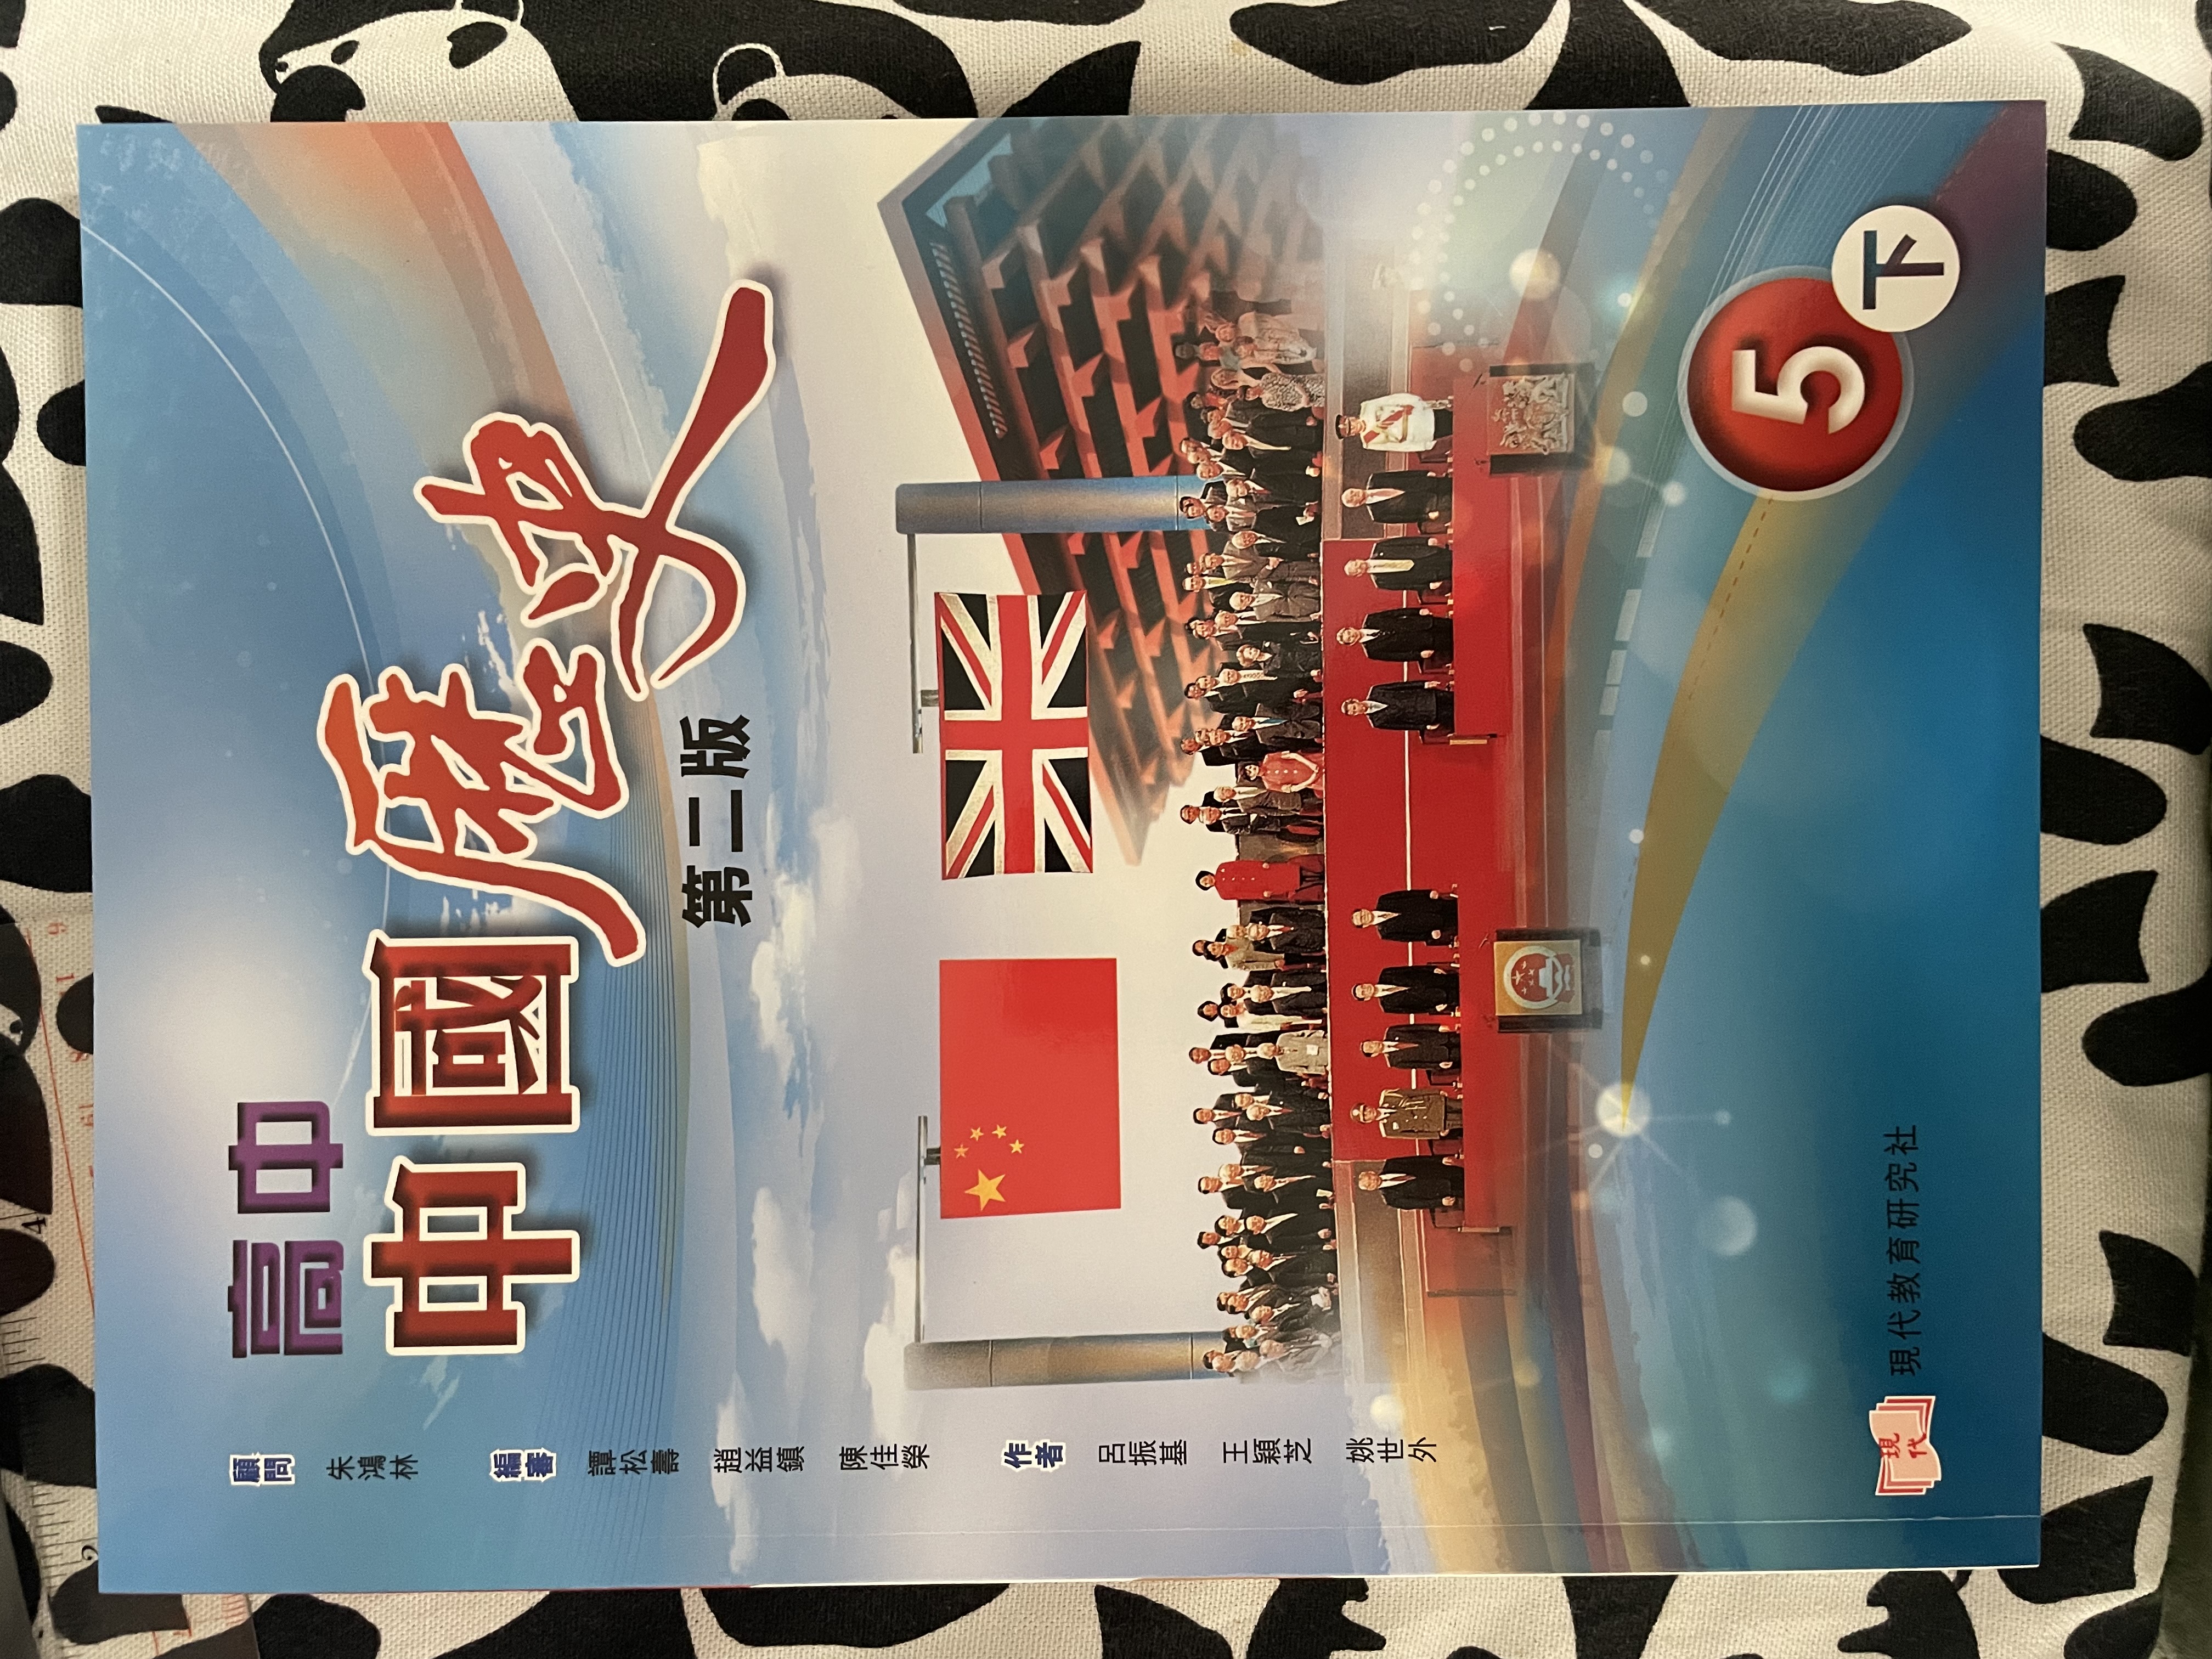 高中
中國歷史
第二版
顧問 朱鴻林 編審 譚松壽 趙益鎮 陳佳榮 作者 呂振基 王穎芝 姚世外
5
下
現代
現代教育研究社
2
4